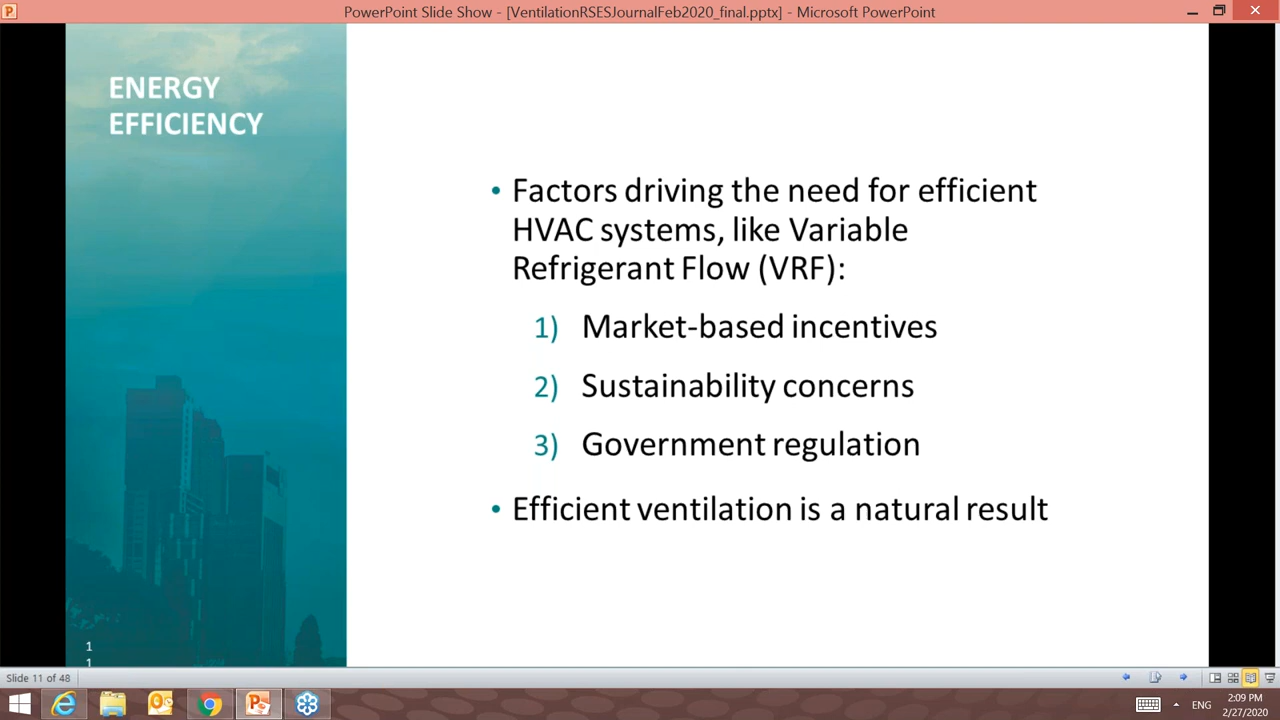 PowerPoint Slide Show - [VentilationRSESJournalFeb2020_final.pptx] - Microsoft PowerPoint
ENERGY
EFFICIENCY
• Factors driving the need for efficient
HVAC systems, like Variable
Refrigerant Flow (VRF):
1) Market-based incentives
2) Sustainability concerns
3) Government regulation
• Efficient ventilation is a natural result
1
1
Slide 11 of 48
ENG
2:09 PM
2/27/2020